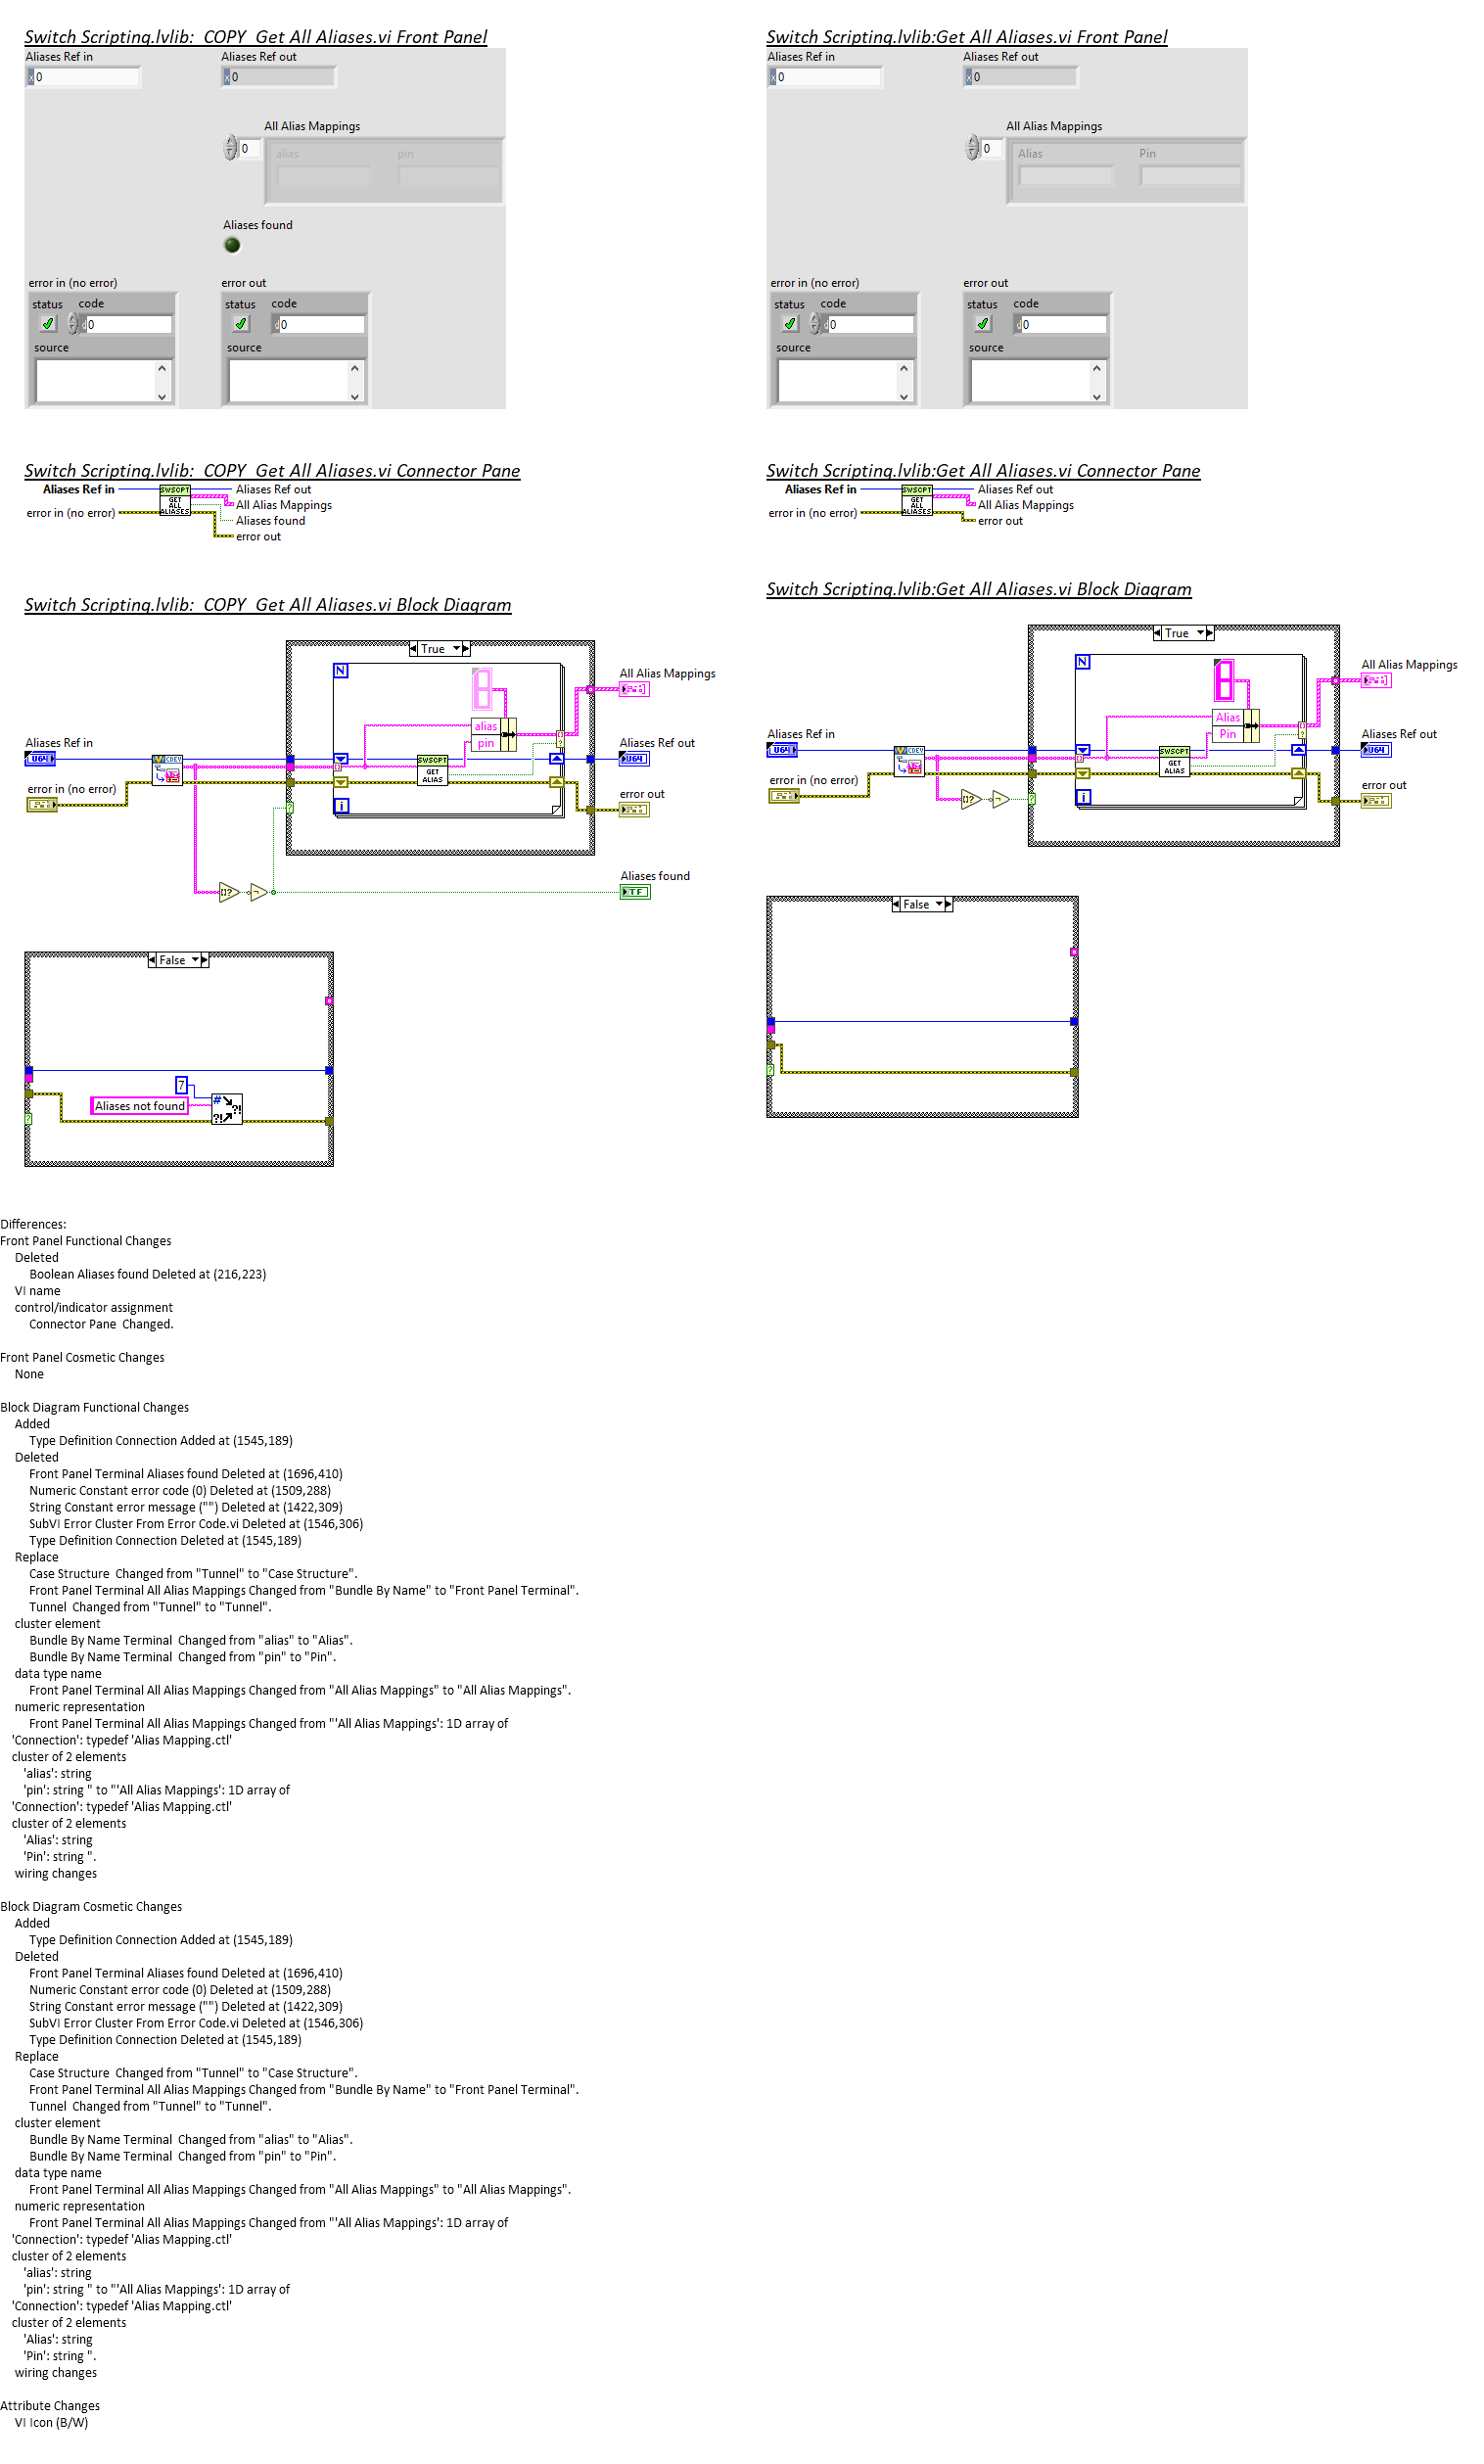 Switch Scripting.lvlib:_COPY_Get All Aliases.vi Front Panel
Aliases Ref in
Aliases Ref out
x 0
x 0
All Alias Mappings
0
alias
pin
Aliases found
error in (no error)
error out
status
code
status
code
d 0
d 0
source
source
Switch Scripting.lvlib:Get All Aliases.vi Front Panel
Aliases Ref in
Aliases Ref out
x 0
x 0
All Alias Mappings
0
Alias
Pin
error in (no error)
error out
status
code
status
code
d 0
d 0
source
source
Switch Scripting.lvlib:_COPY_Get All Aliases.vi Connector Pane
Aliases Ref in
SWSCPT
GET
ALL
ALIASES
Aliases Ref out
All Alias Mappings
error in (no error)
Aliases found
error out
Switch Scripting.lvlib:Get All Aliases.vi Connector Pane
Aliases Ref in
SWSCPT
GET
ALL
ALIASES
Aliases Ref out
All Alias Mappings
error in (no error)
error out
Switch Scripting.lvlib:_COPY_Get All Aliases.vi Block Diagram
True
N
All Alias Mappings
alias
pin
Aliases Ref in
U64
CDEV
SWSCPT
GET
ALIAS
Aliases Ref out
U64
error in (no error)
i
error out
Aliases found
TF
False
7
Aliases not found
Switch Scripting.lvlib:Get All Aliases.vi Block Diagram
True
N
All Alias Mappings
Alias
Pin
Aliases Ref in
U64
CDEV
SWSCPT
GET
ALIAS
Aliases Ref out
U64
error in (no error)
i
error out
False
Differences:
Front Panel Functional Changes
Deleted
Boolean Aliases found Deleted at (216,223)
VI name
control/indicator assignment
Connector Pane  Changed.
Front Panel Cosmetic Changes
None
Block Diagram Functional Changes
Added
Type Definition Connection Added at (1545,189)
Deleted
Front Panel Terminal Aliases found Deleted at (1696,410)
Numeric Constant error code (0) Deleted at (1509,288)
String Constant error message ("") Deleted at (1422,309)
SubVI Error Cluster From Error Code.vi Deleted at (1546,306)
Type Definition Connection Deleted at (1545,189)
Replace
Case Structure  Changed from "Tunnel" to "Case Structure".
Front Panel Terminal All Alias Mappings Changed from "Bundle By Name" to "Front Panel Terminal".
Tunnel  Changed from "Tunnel" to "Tunnel".
cluster element
Bundle By Name Terminal  Changed from "alias" to "Alias".
Bundle By Name Terminal  Changed from "pin" to "Pin".
data type name
Front Panel Terminal All Alias Mappings Changed from "All Alias Mappings" to "All Alias Mappings".
numeric representation
Front Panel Terminal All Alias Mappings Changed from "'All Alias Mappings': 1D array of
'Connection': typedef 'Alias Mapping.ctl'
cluster of 2 elements
'alias': string
'pin': string " to "'All Alias Mappings': 1D array of
'Connection': typedef 'Alias Mapping.ctl'
cluster of 2 elements
'Alias': string
'Pin': string ".
wiring changes
Block Diagram Cosmetic Changes
Added
Type Definition Connection Added at (1545,189)
Deleted
Front Panel Terminal Aliases found Deleted at (1696,410)
Numeric Constant error code (0) Deleted at (1509,288)
String Constant error message ("") Deleted at (1422,309)
SubVI Error Cluster From Error Code.vi Deleted at (1546,306)
Type Definition Connection Deleted at (1545,189)
Replace
Case Structure  Changed from "Tunnel" to "Case Structure".
Front Panel Terminal All Alias Mappings Changed from "Bundle By Name" to "Front Panel Terminal".
Tunnel  Changed from "Tunnel" to "Tunnel".
cluster element
Bundle By Name Terminal  Changed from "alias" to "Alias".
Bundle By Name Terminal  Changed from "pin" to "Pin".
data type name
Front Panel Terminal All Alias Mappings Changed from "All Alias Mappings" to "All Alias Mappings".
numeric representation
Front Panel Terminal All Alias Mappings Changed from "'All Alias Mappings': 1D array of
'Connection': typedef 'Alias Mapping.ctl'
cluster of 2 elements
'alias': string
'pin': string " to "'All Alias Mappings': 1D array of
'Connection': typedef 'Alias Mapping.ctl'
cluster of 2 elements
'Alias': string
'Pin': string ".
wiring changes
Attribute Changes
VI Icon (B/W)